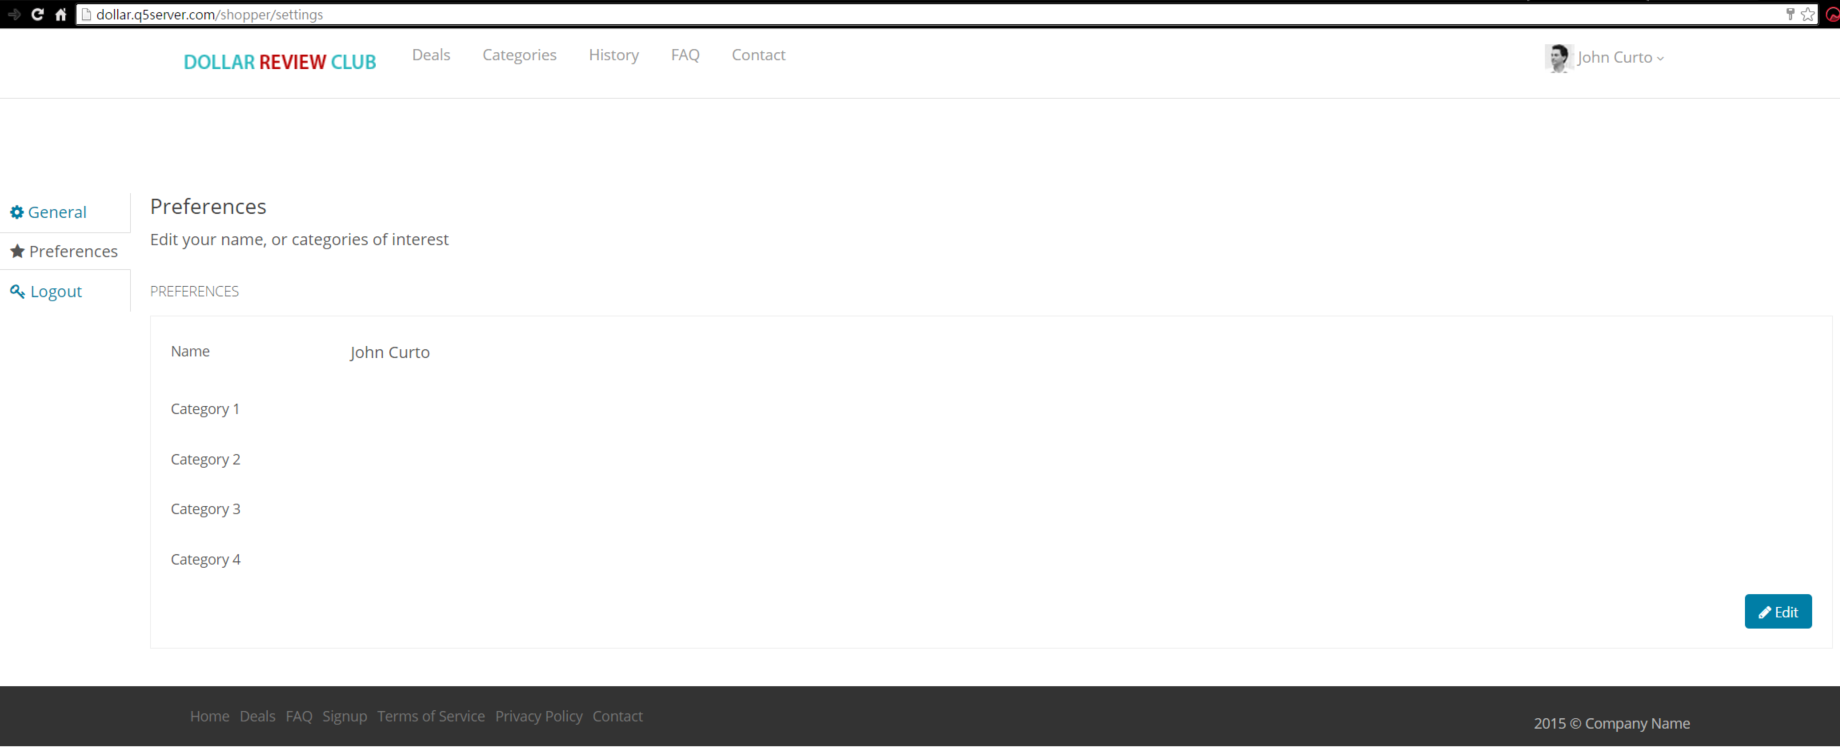 dollar.q5server.com/shopper/settings
DOLLAR REVIEW CLUB Deals Categories History FAQ Contact John Curto
General
Preferences
Logout
Preferences
Edit your name, or categories of interest
PREFERENCES
Name John Curto
Category 1
Category 2
Category 3
Category 4
Edit
Home Deals FAQ Signup Terms of Service Privacy Policy Contact
2015 © Company Name